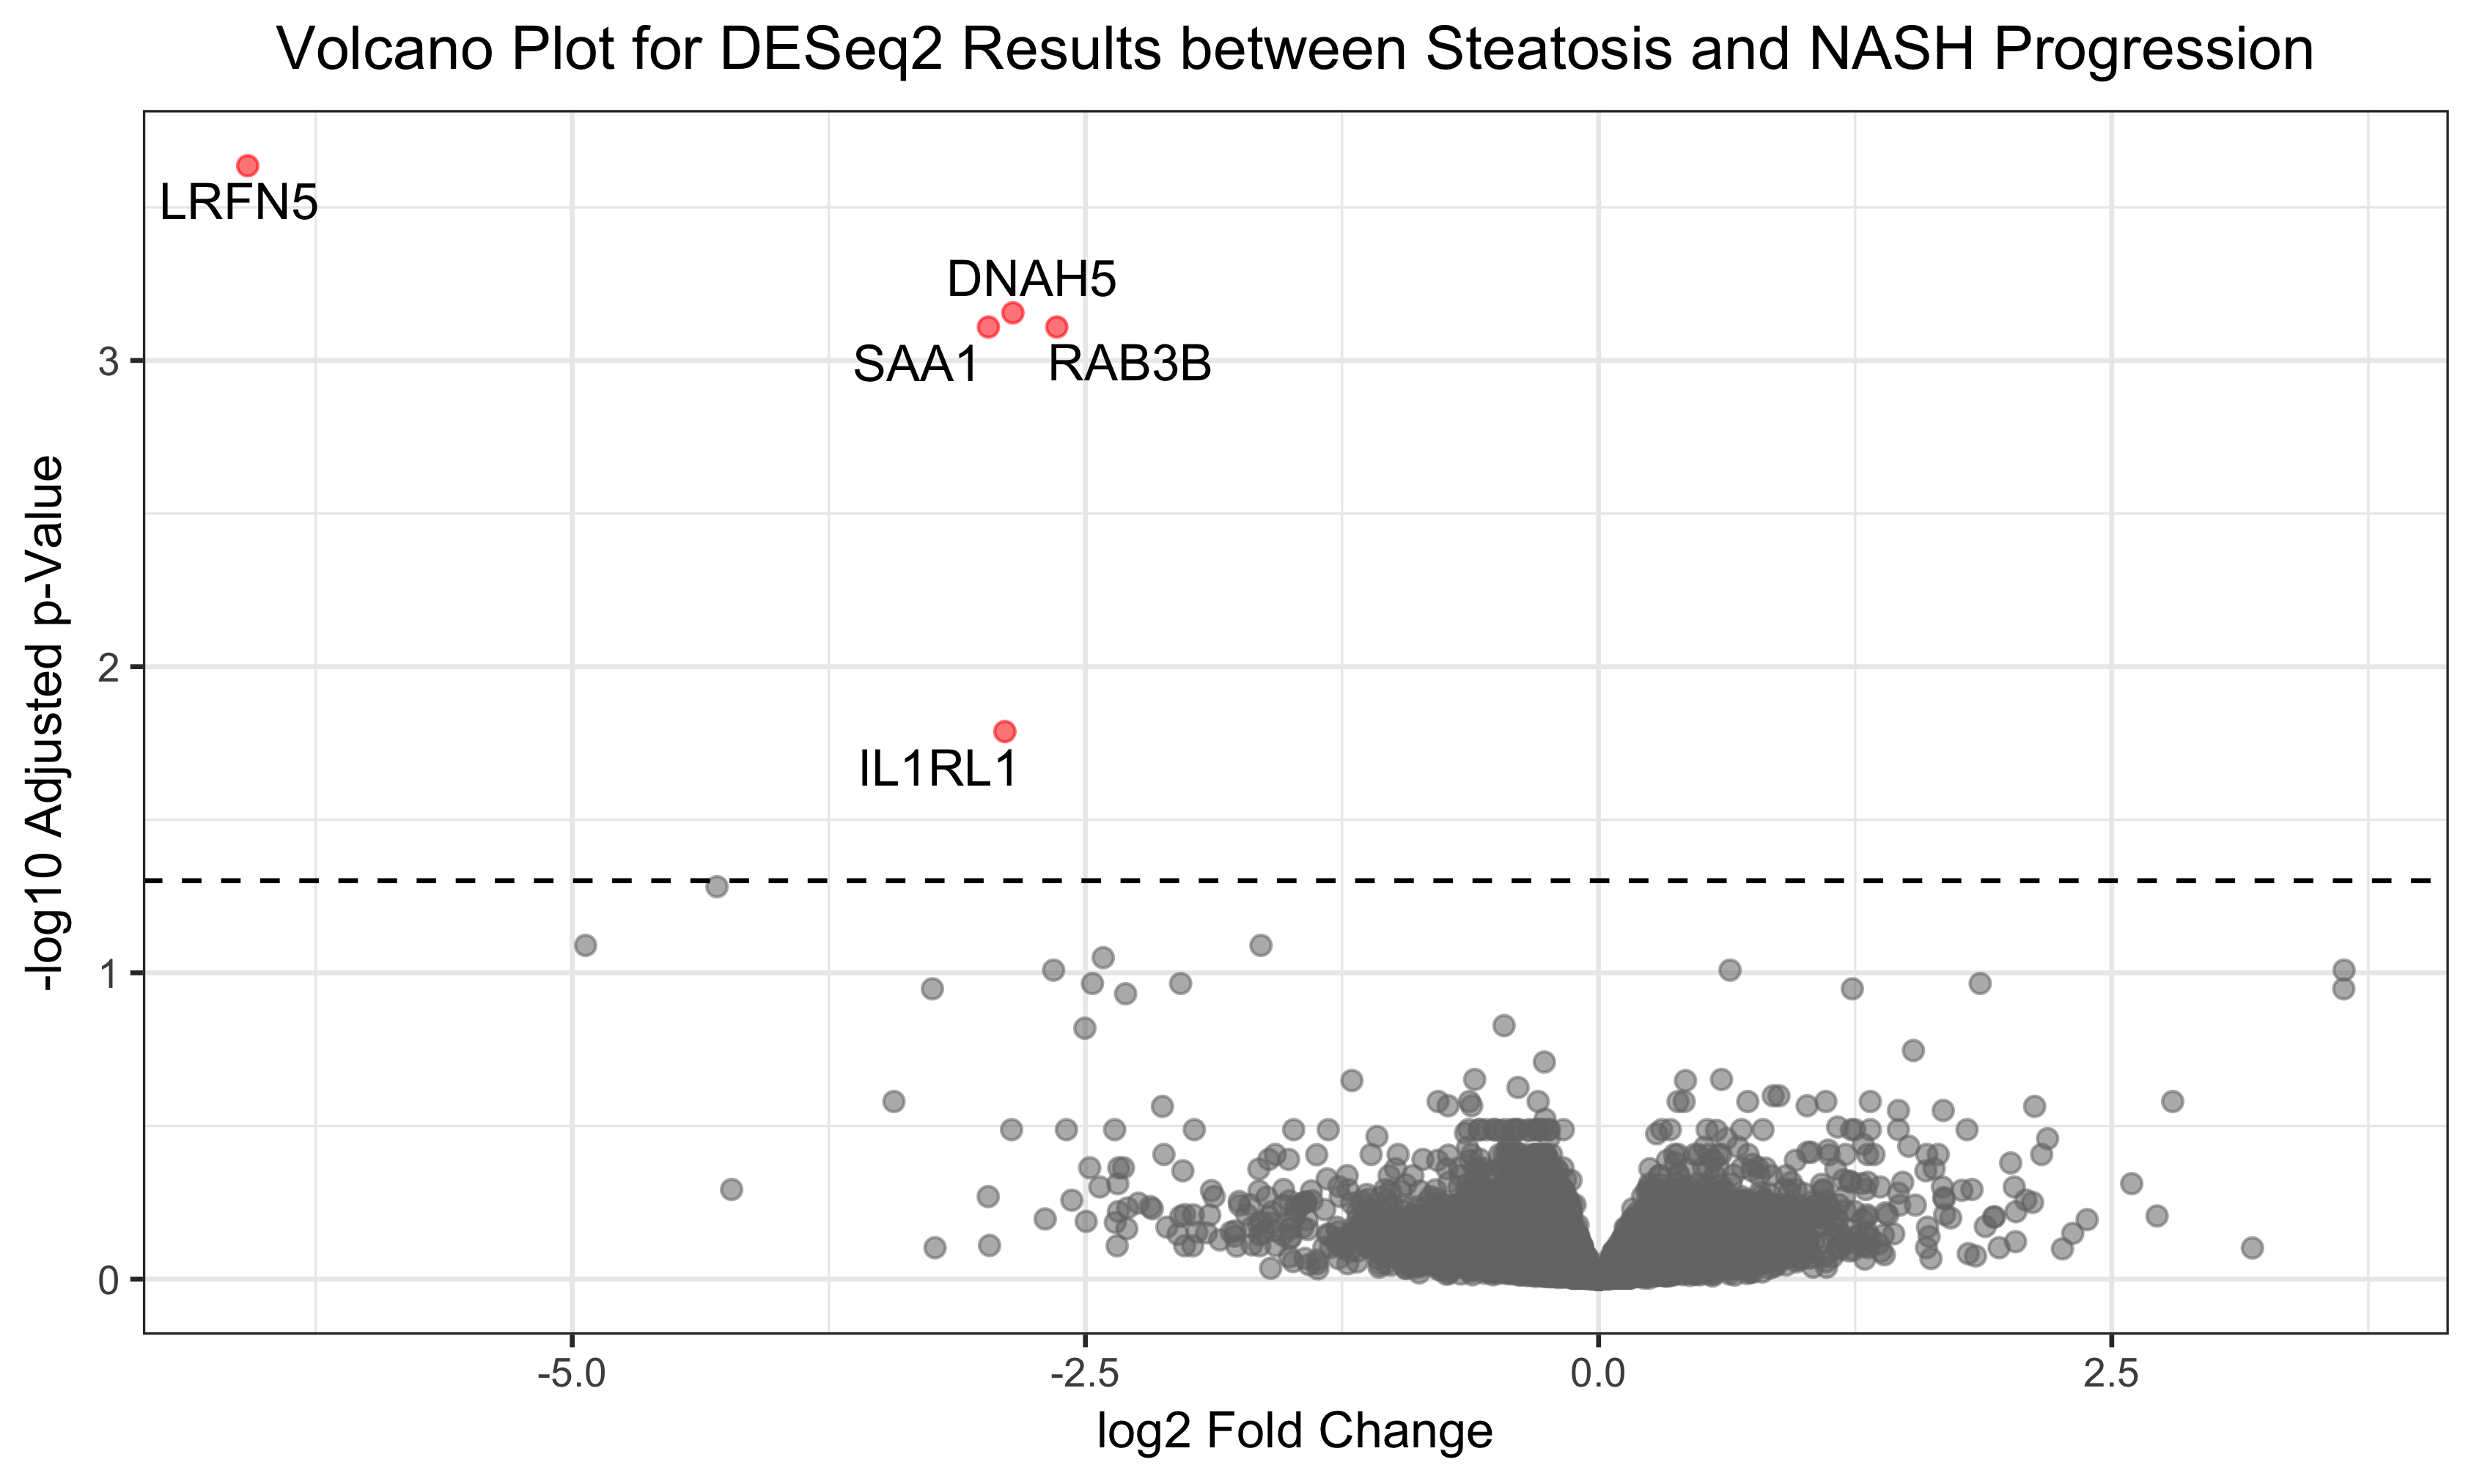 Volcano Plot for DESeq2 Results between Steatosis and NASH Progression
LRFN5
DNAH5
SAA1
RAB3B
IL1RL1
-log10 Adjusted p-Value
3
2
1
0
-5.0
-2.5
0.0
2.5
log2 Fold Change